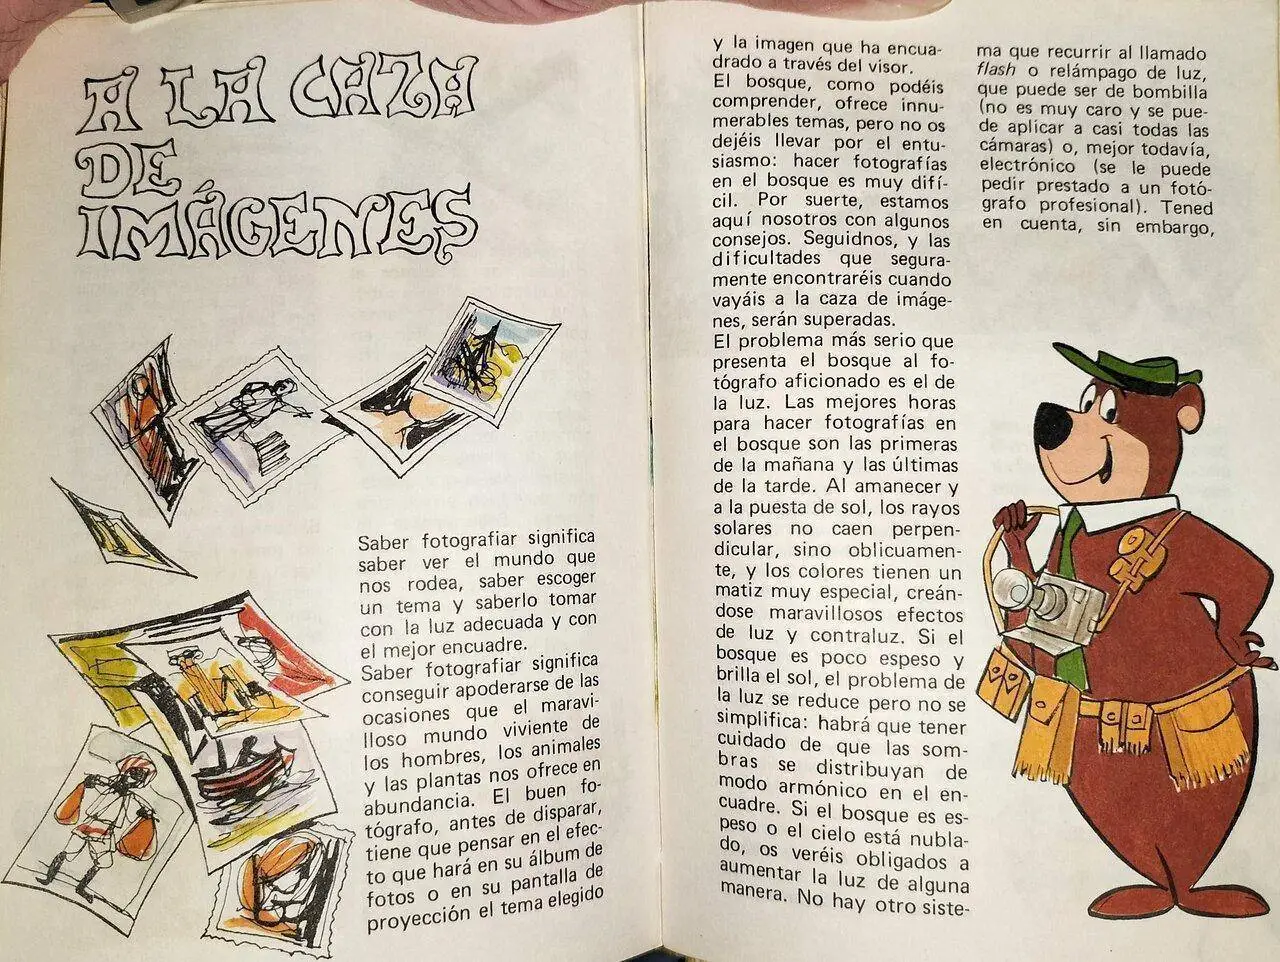 A LA CAZA
DE
IMÁGENES
Saber fotografiar significa
saber ver el mundo que
nos rodea, saber escoger
un tema y saberlo tomar
con la luz adecuada y con
el mejor encuadre.
Saber fotografiar significa
conseguir apoderarse de las
ocasiones que el maravi-
lloso mundo viviente de
los hombres, los animales
y las plantas nos ofrece en
abundancia. El buen fo-
tógrafo, antes de disparar,
tiene que pensar en el efec-
to que hará en su álbum de
fotos o en su pantalla de
proyección el tema elegido
y la imagen que ha encua-
drado a través del visor.
El bosque, como podéis
comprender, ofrece innu-
merables temas, pero no os
dejéis llevar por el entu-
siasmo: hacer fotografías
en el bosque es muy difí-
cil. Por suerte, estamos
aquí nosotros con algunos
consejos. Seguidnos, y las
dificultades que segura-
mente encontraréis cuando
vayáis a la caza de imáge-
nes, serán superadas.
El problema más serio que
presenta el bosque al fo-
tógrafo aficionado es el de
la luz. Las mejores horas
para hacer fotografías en
el bosque son las primeras
de la mañana y las últimas
de la tarde. Al amanecer y
a la puesta de sol, los rayos
solares no caen perpen-
dicular, sino oblicuamen-
te, y los colores tienen un
matiz muy especial, creán-
dose maravillosos efectos
de luz y contraluz. Si el
bosque es poco espeso y
brilla el sol, el problema de
la luz se reduce pero no se
simplifica: habrá que tener
cuidado de que las som-
bras se distribuyan de
modo armónico en el en-
cuadre. Si el bosque es es-
peso o el cielo está nubla-
do, os veréis obligados a
aumentar la luz de alguna
manera. No hay otro siste-
ma que recurrir al llamado
flash o relámpago de luz,
que puede ser de bombilla
(no es muy caro y se pue-
de aplicar a casi todas las
cámaras) o, mejor todavía,
electrónico (se le puede
pedir prestado a un fotó-
grafo profesional). Tened
en cuenta, sin embargo,